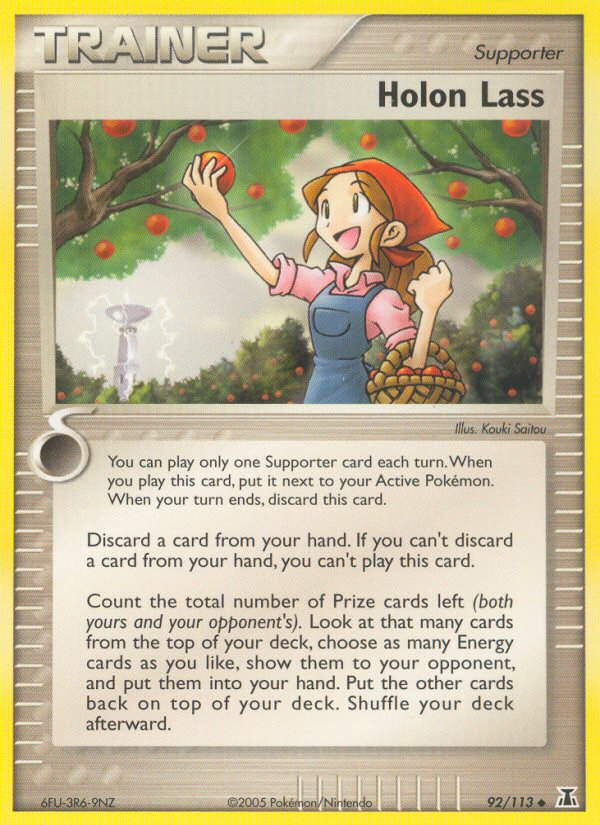 TRAINER
Supporter
Holon Lass
Illus. Kouki Saitou
You can play only one Supporter card each turn. When
you play this card, put it next to your Active Pokémon.
When your turn ends, discard this card.
Discard a card from your hand. If you can't discard
a card from your hand, you can't play this card.
Count the total number of Prize cards left (both
yours and your opponent's). Look at that many cards
from the top of your deck, choose as many Energy
cards as you like, show them to your opponent,
and put them into your hand. Put the other cards
back on top of your deck. Shuffle your deck
afterward.
6FU-3R6-9NZ
©2005 Pokémon/Nintendo
92/113